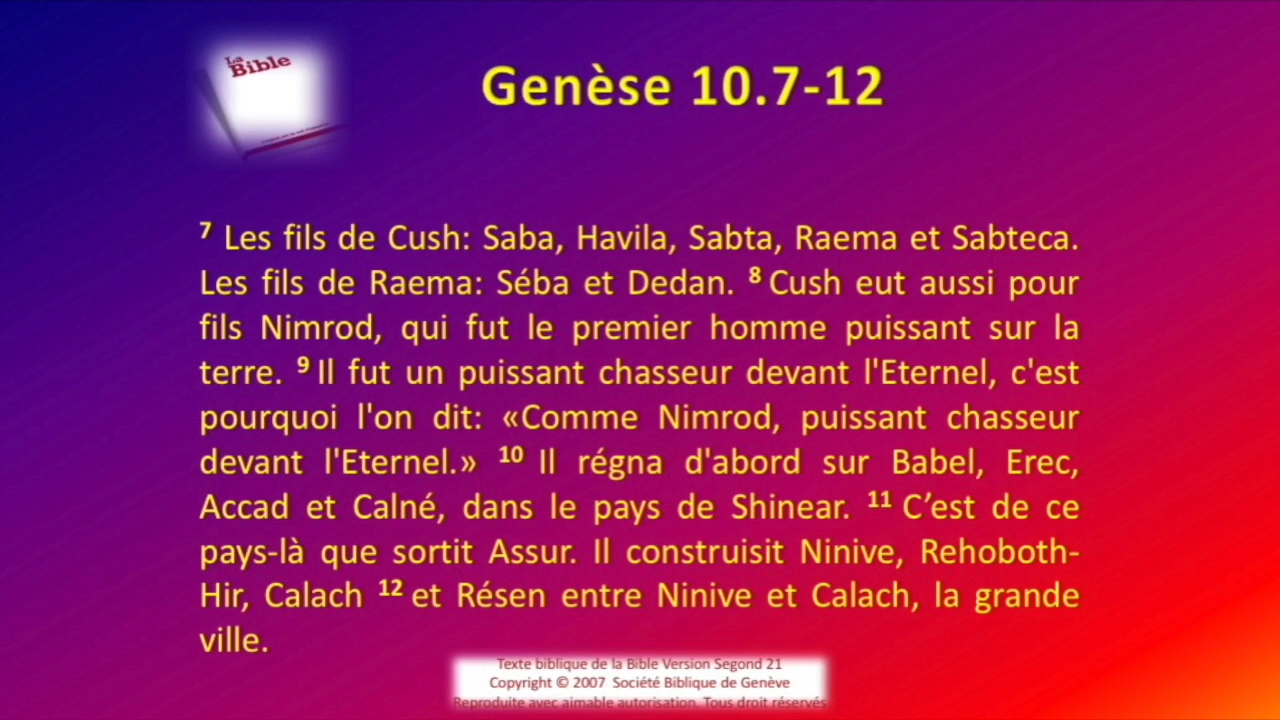 La
Bible
Genèse 10.7-12
7 Les fils de Cush: Saba, Havila, Sabta, Raema et Sabteca.
Les fils de Raema: Séba et Dedan. 8 Cush eut aussi pour
fils Nimrod, qui fut le premier homme puissant sur la
terre. 9 Il fut un puissant chasseur devant l'Eternel, c'est
pourquoi l'on dit: «Comme Nimrod, puissant chasseur
devant l'Eternel.» 10 Il régna d'abord sur Babel, Erec,
Accad et Calné, dans le pays de Shinear. 11 C’est de ce
pays-là que sortit Assur. Il construisit Ninive, Rehoboth-
Hir, Calach 12 et Résen entre Ninive et Calach, la grande
ville.
Texte biblique de la Bible Version Segond 21
Copyright © 2007 Société Biblique de Genève
Reproduite avec aimable autorisation. Tous droit réservés